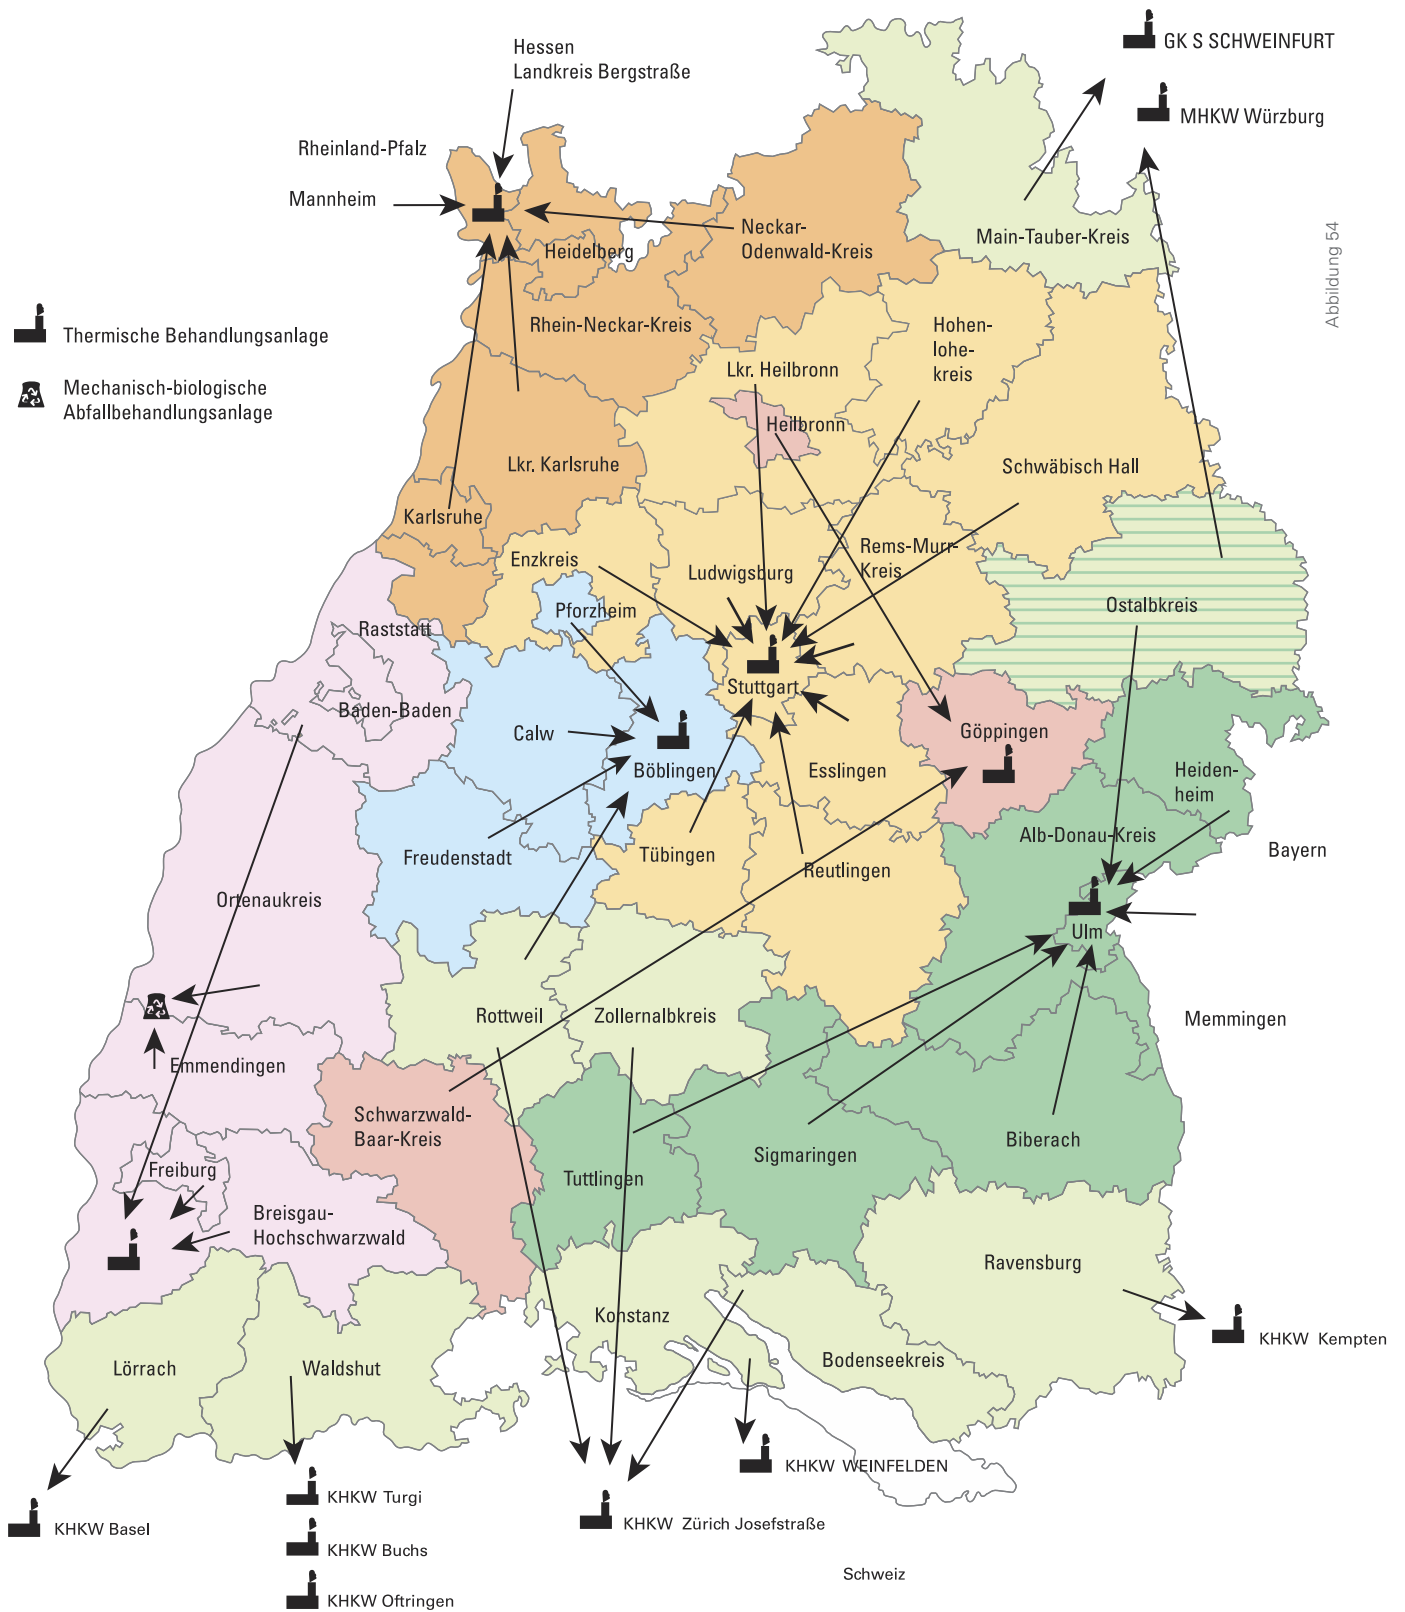 GK S SCHWEINFURT
Hessen
Landkreis Bergstraße
MHKW Würzburg
Rheinland-Pfalz
Mannheim
Neckar-
Odenwald-Kreis
Main-Tauber-Kreis
Abbildung 54
Heidelberg
Thermische Behandlungsanlage
Mechanisch-biologische
Abfallbehandlungsanlage
Rhein-Neckar-Kreis
Hohen-
lohe-
kreis
Lkr. Heilbronn
Heilbronn
Lkr. Karlsruhe
Schwäbisch Hall
Karlsruhe
Enzkreis
Ludwigsburg
Rems-Murr-
Kreis
Pforzheim
Ostalbkreis
Raststatt
Stuttgart
Baden-Baden
Calw
Böblingen
Esslingen
Göppingen
Heiden-
heim
Alb-Donau-Kreis
Bayern
Freudenstadt
Tübingen
Reutlingen
Ortenaukreis
Ulm
Rottweil
Zollernalbkreis
Memmingen
Emmendingen
Schwarzwald-
Baar-Kreis
Biberach
Sigmaringen
Freiburg
Tuttlingen
Breisgau-
Hochschwarzwald
Ravensburg
Konstanz
KHKW Kempten
Lörrach
Waldshut
Bodenseekreis
KHKW WEINFELDEN
KHKW Turgi
KHKW Zürich Josefstraße
KHKW Basel
KHKW Buchs
Schweiz
KHKW Oftringen